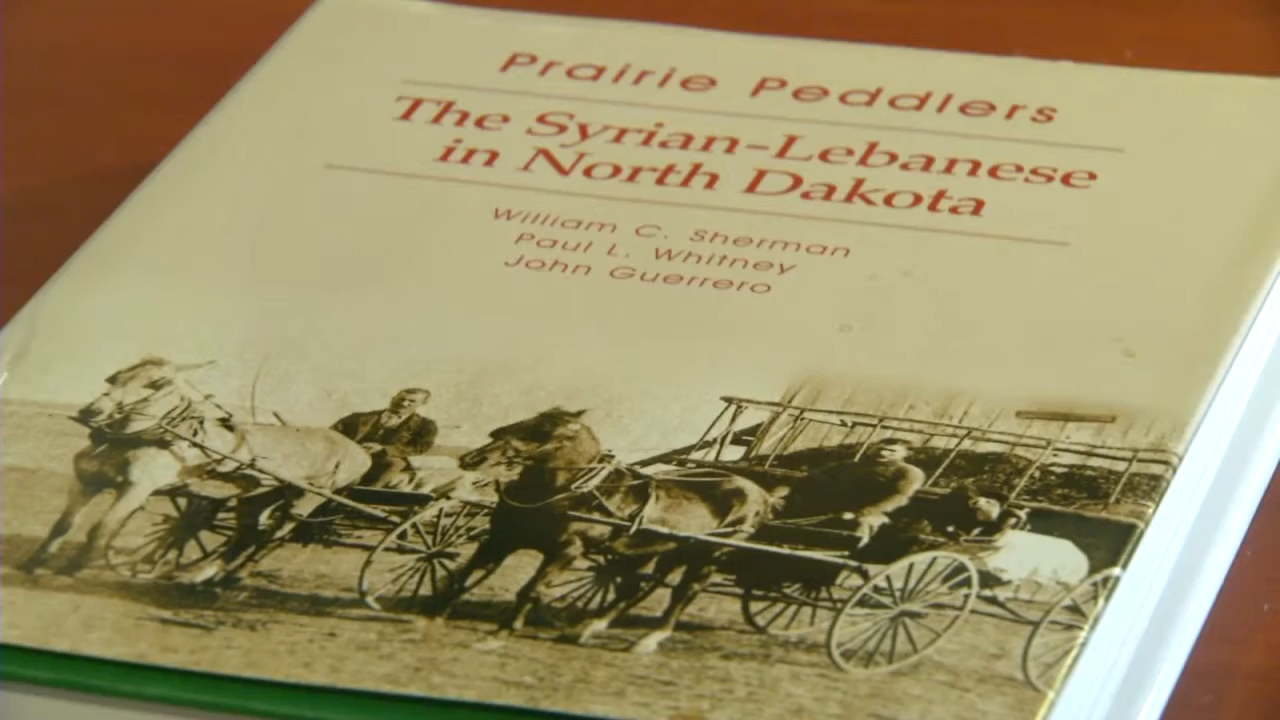 Prairie Peddlers
The Syrian-Lebanese
in North Dakota
William C. Sherman
Paul L. Whitney
John Guerrero